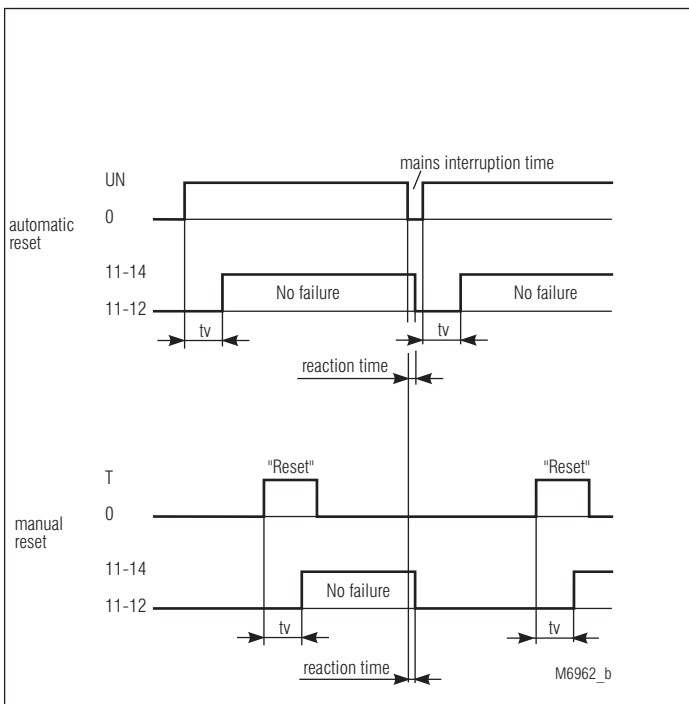 mains interruption time
UN
automatic
reset
0
11-14
No failure
No failure
11-12
tv
tv
reaction time
"Reset"
"Reset"
T
manual
reset
0
11-14
No failure
11-12
tv
tv
reaction time
M6962_b